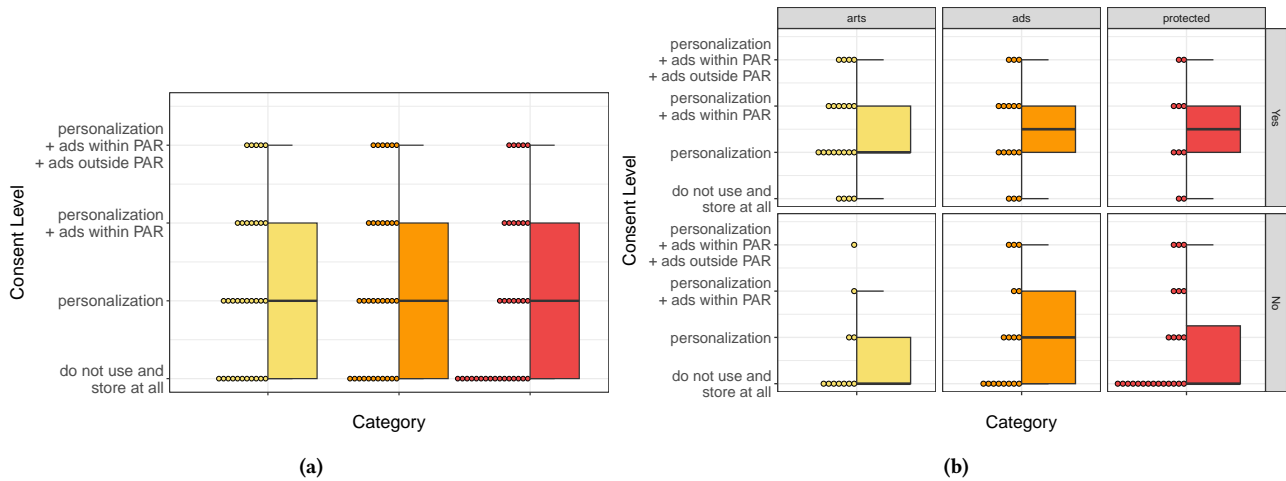 Consent Level
personalization
+ ads within PAR
+ ads outside PAR
personalization
+ ads within PAR
personalization
do not use and
store at all
Category
(a)
Consent Level
arts
ads
protected
personalization
+ ads within PAR
+ ads outside PAR
personalization
+ ads within PAR
personalization
do not use and
store at all
Yes
personalization
+ ads within PAR
+ ads outside PAR
personalization
+ ads within PAR
personalization
do not use and
store at all
No
Category
(b)